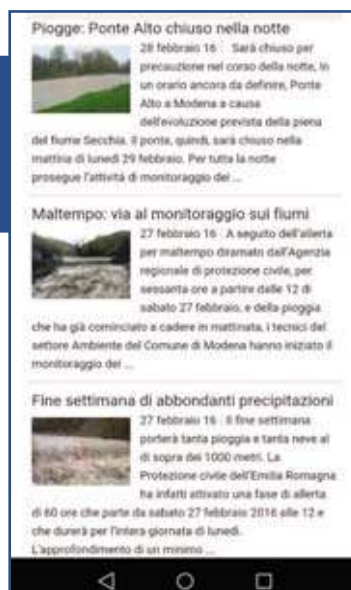 Piogge: Ponte Alto chiuso nella notte
28 febbraio 16 Sarà chiuso per
precauzione nel corso della notte, in
un orario ancora da definire, Ponte
Alto a Modena a causa
dell'evoluzione prevista della piena
del fiume Secchia. Il ponte, quindi, sarà chiuso nella
mattina di lunedì 29 febbraio. Per tutta la notte
prosegue l'attività di monitoraggio dei ...
Maltempo: via al monitoraggio sui fiumi
27 febbraio 16 A seguito dell'allerta
per maltempo diramato dall'Agenzia
regionale di protezione civile, per
sessanta ore a partire dalle 12 di
sabato 27 febbraio, e della pioggia
che ha già cominciato a cadere in mattinata, i tecnici del
settore Ambiente del Comune di Modena hanno iniziato il
monitoraggio dei ...
Fine settimana di abbondanti precipitazioni
27 febbraio 16 Il fine settimana
porterà tanta pioggia e tanta neve al
di sopra dei 1000 metri. La
Protezione civile dell'Emilia Romagna
ha infatti attivato una fase di allerta
di 60 ore che parte da sabato 27 febbraio 2016 alle 12 e
che durerà per l'intera giornata di lunedì.
L'approfondimento di un minimo ...